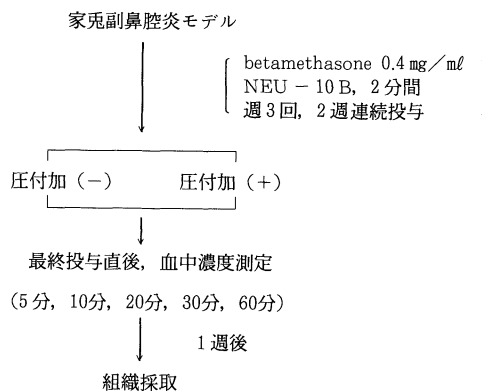 家兎副鼻腔炎モデル
betamethasone 0.4 mg／mℓ
NEU－10 B，2 分間
週 3 回，2 週連続投与
圧付加（－） 圧付加（＋）
最終投与直後，血中濃度測定
（5 分，10分，20分，30分，60分）
1 週後
組織採取